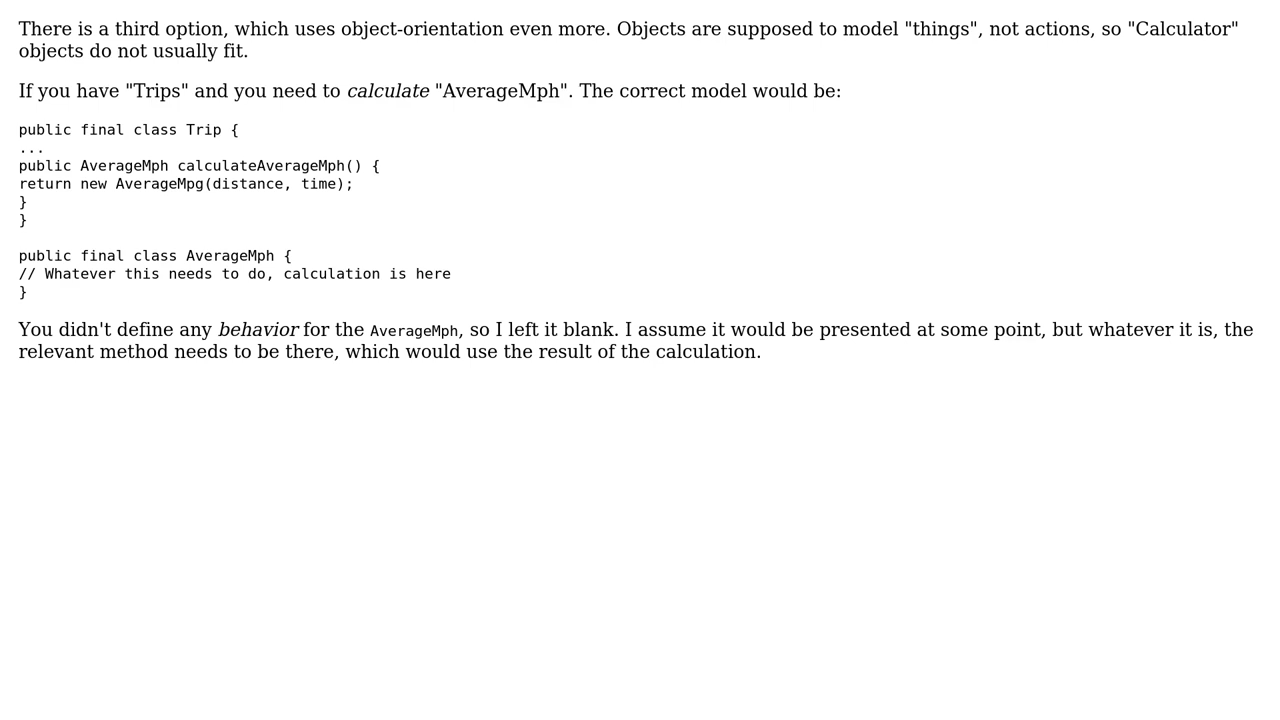 There is a third option, which uses object-orientation even more. Objects are supposed to model "things", not actions, so "Calculator"
objects do not usually fit.
If you have "Trips" and you need to calculate "AverageMph". The correct model would be:
public final class Trip {
...
public AverageMph calculateAverageMph() {
return new AverageMpg(distance, time);
}
}
public final class AverageMph {
// Whatever this needs to do, calculation is here
}
You didn't define any behavior for the AverageMph, so I left it blank. I assume it would be presented at some point, but whatever it is, the
relevant method needs to be there, which would use the result of the calculation.